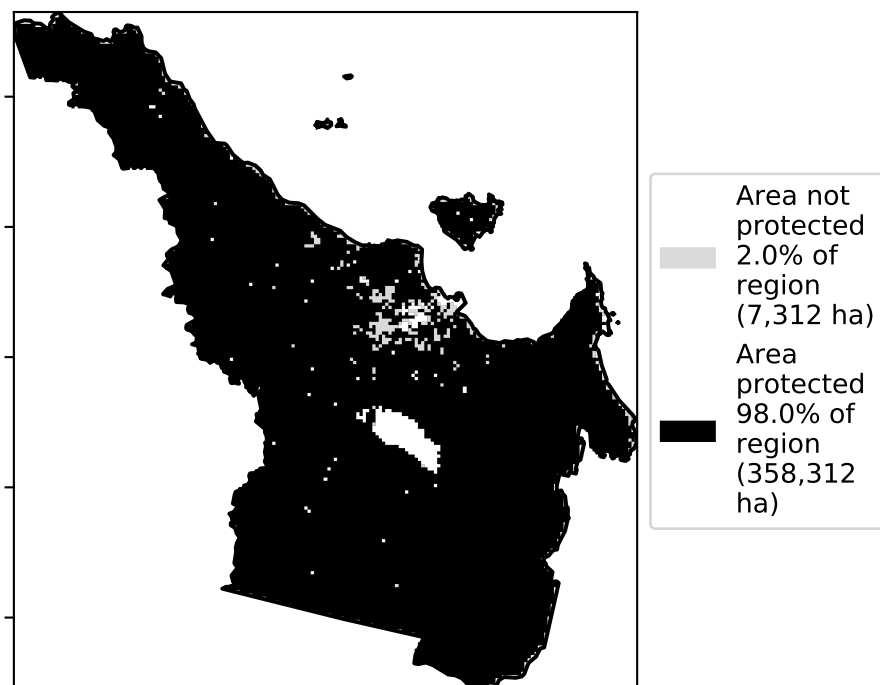 Area not
protected
2.0% of
region
(7,312 ha)
Area
protected
98.0% of
region
(358,312
ha)